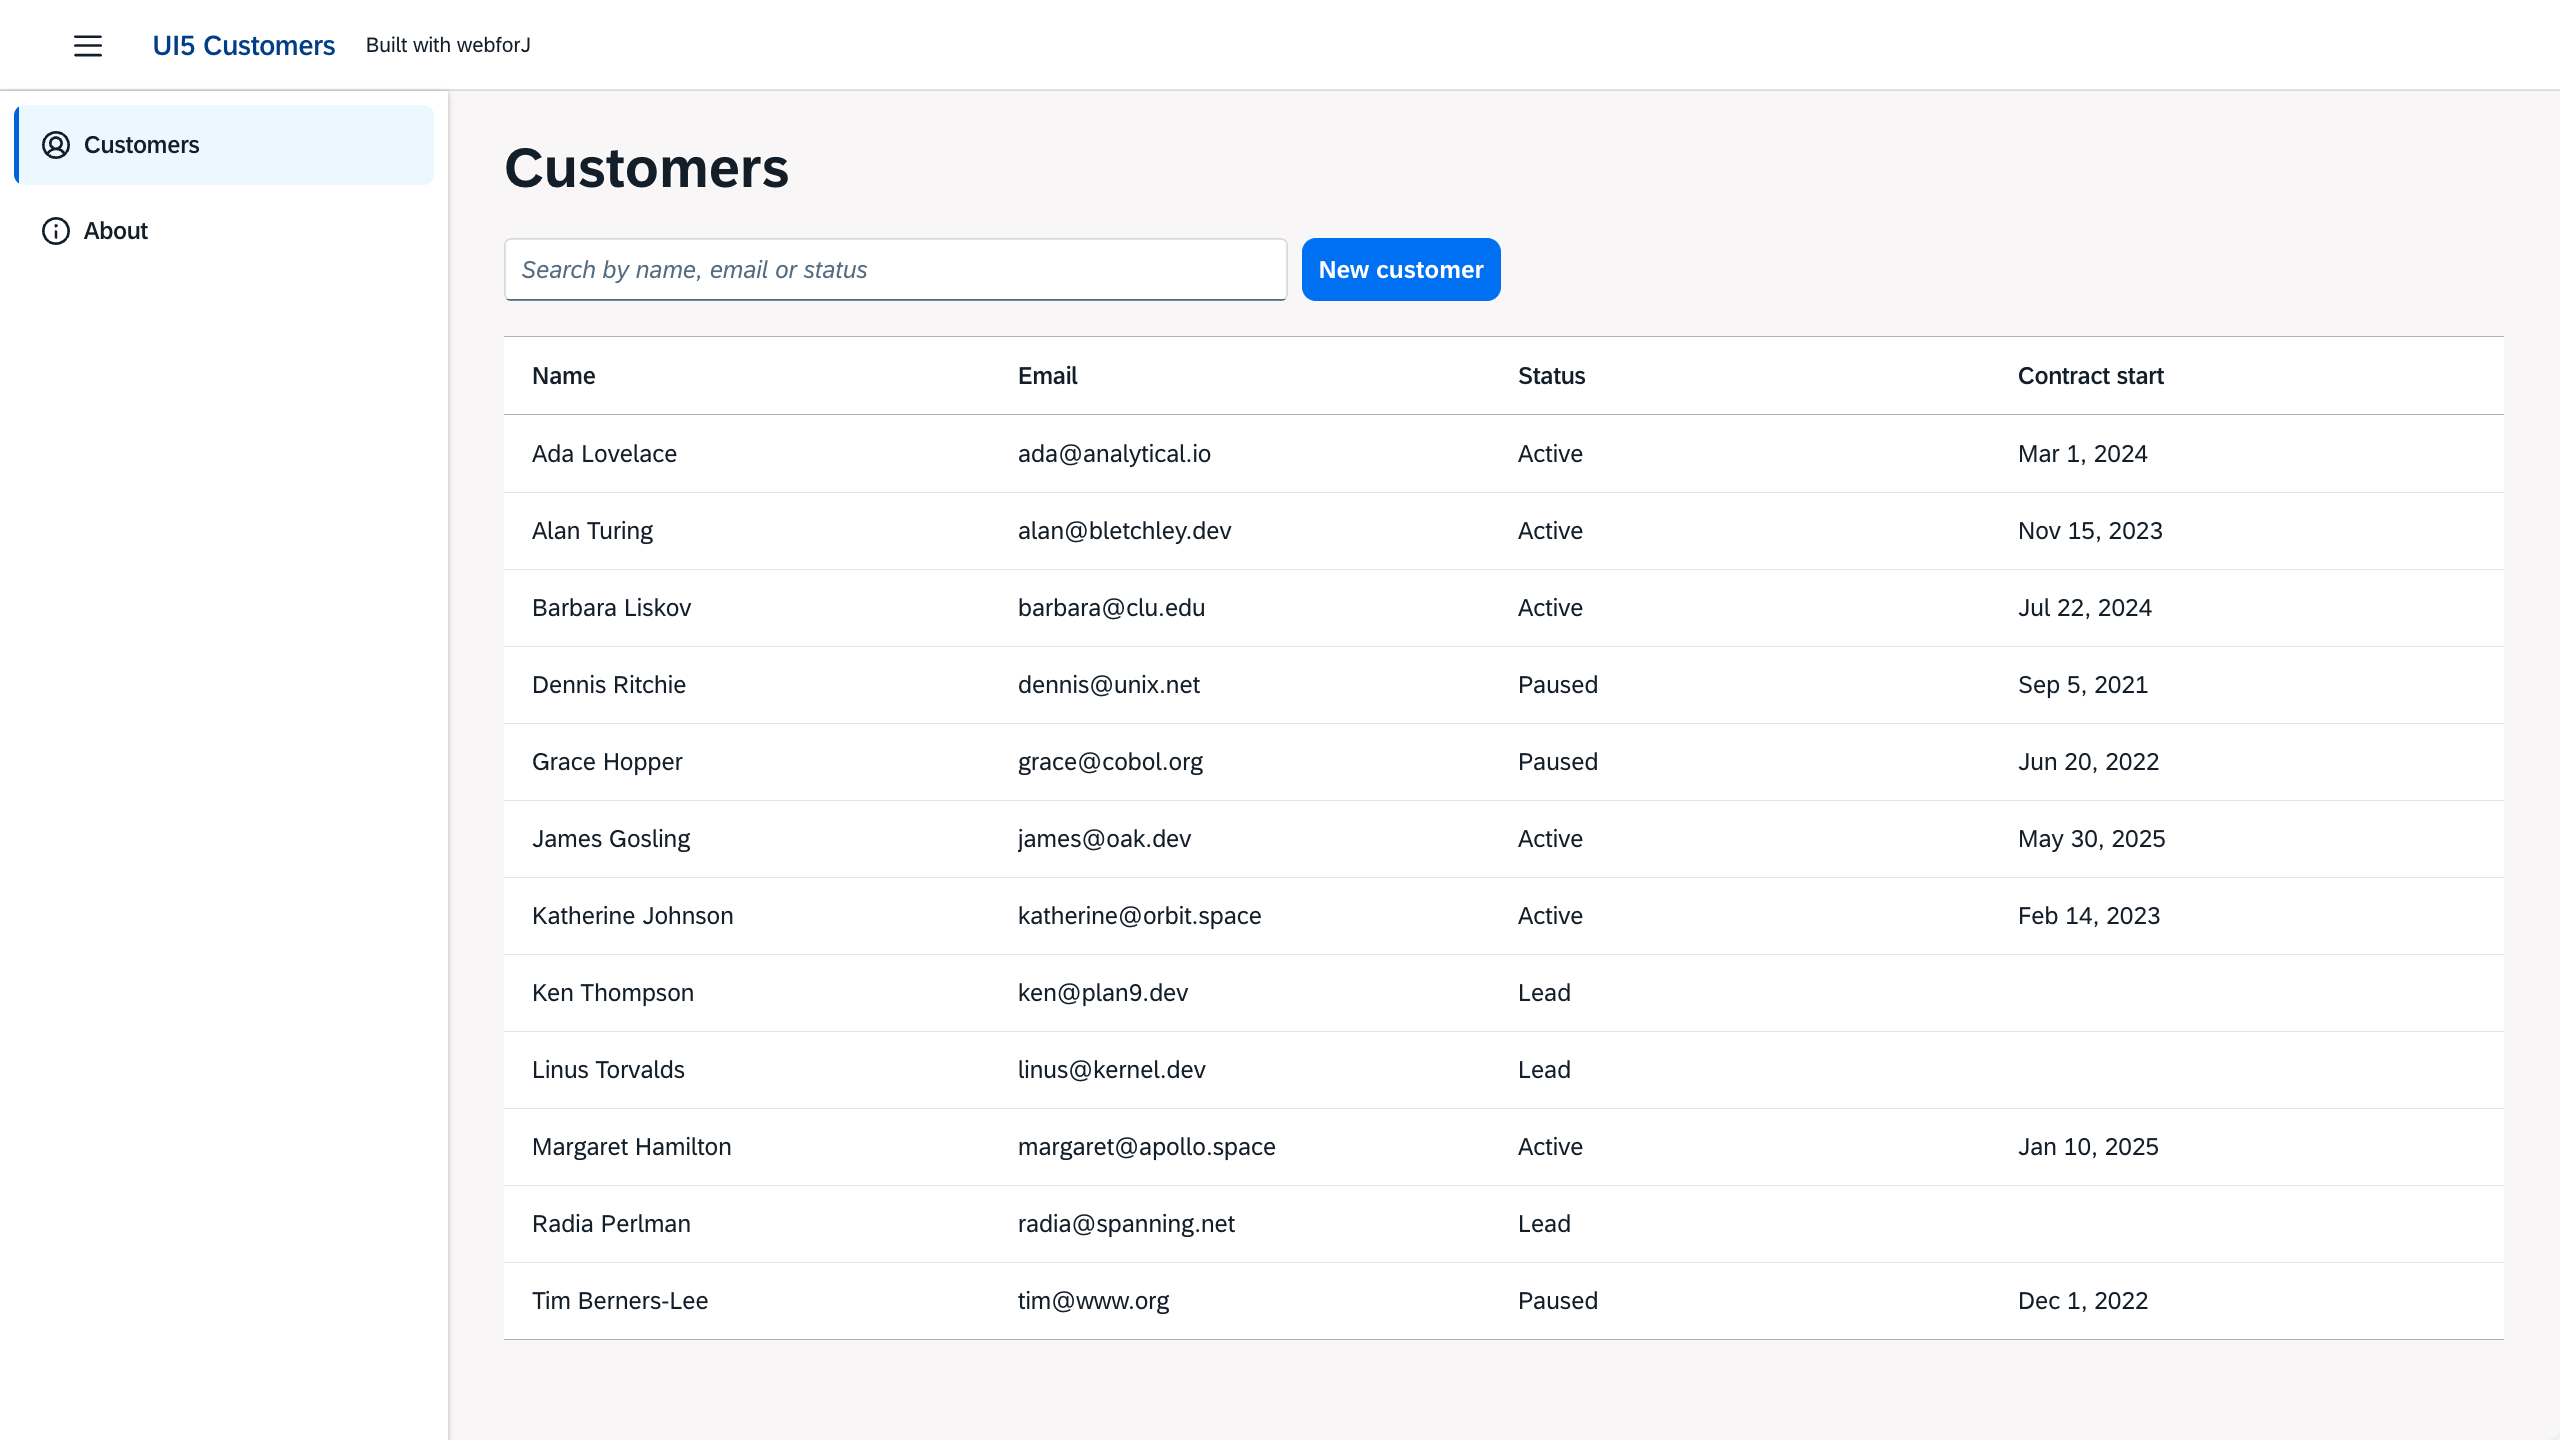 UI5 Customers Built with webforJ
Customers
About
Customers
Search by name, email or status
New customer
Name Email Status Contract start
Ada Lovelace ada@analytical.io Active Mar 1, 2024
Alan Turing alan@bletchley.dev Active Nov 15, 2023
Barbara Liskov barbara@clu.edu Active Jul 22, 2024
Dennis Ritchie dennis@unix.net Paused Sep 5, 2021
Grace Hopper grace@cobol.org Paused Jun 20, 2022
James Gosling james@oak.dev Active May 30, 2025
Katherine Johnson katherine@orbit.space Active Feb 14, 2023
Ken Thompson ken@plan9.dev Lead
Linus Torvalds linus@kernel.dev Lead
Margaret Hamilton margaret@apollo.space Active Jan 10, 2025
Radia Perlman radia@spanning.net Lead
Tim Berners-Lee tim@www.org Paused Dec 1, 2022